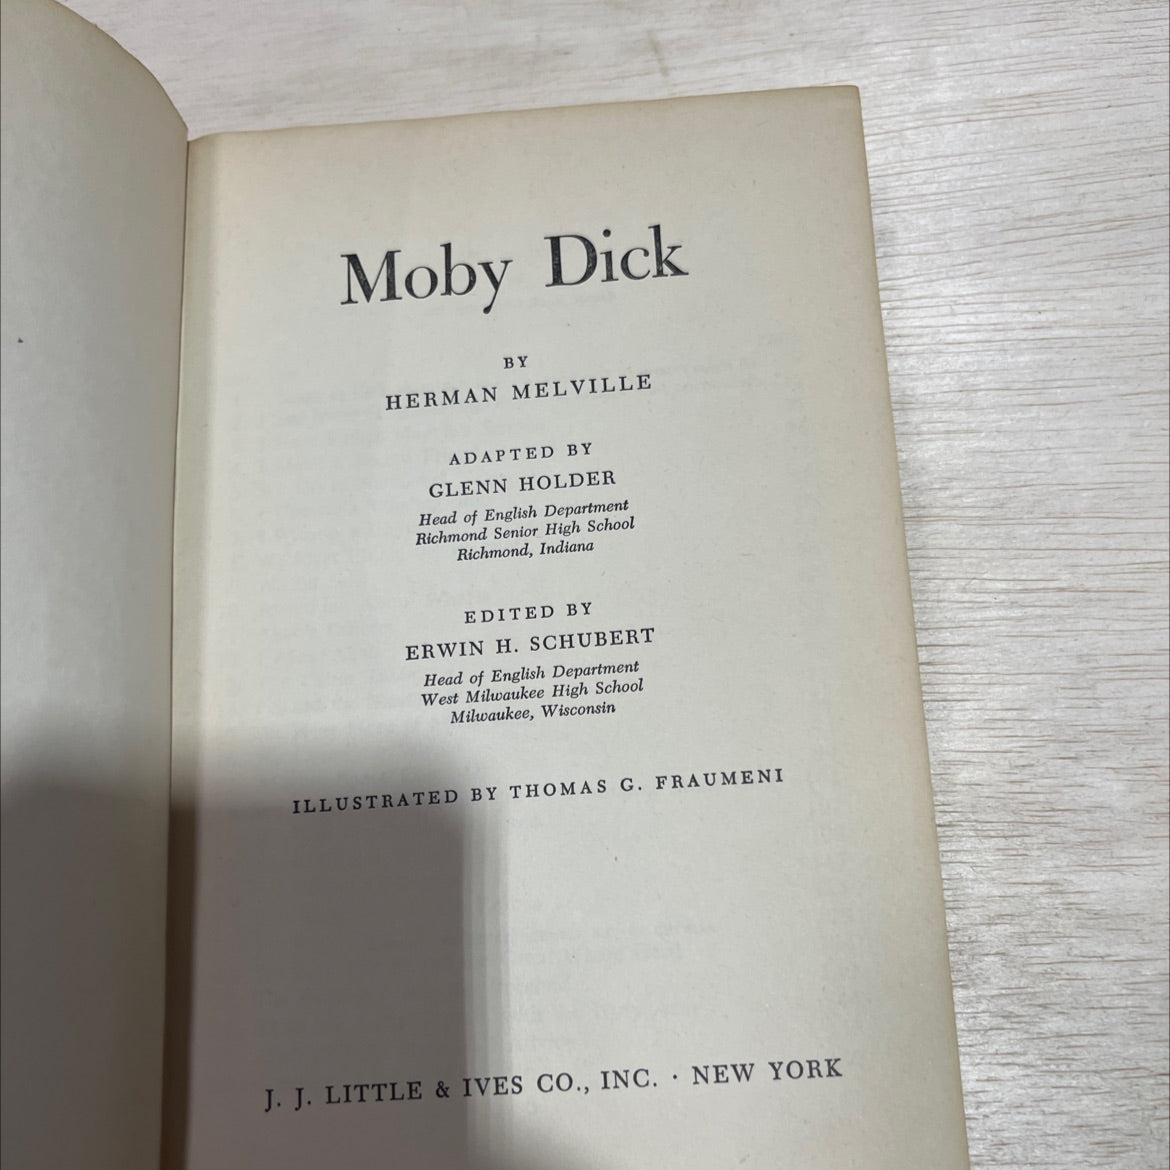 Moby Dick
BY
HERMAN MELVILLE
ADAPTED BY
GLENN HOLDER
Head of English Department
Richmond Senior High School
Richmond, Indiana
EDITED BY
ERWIN H. SCHUBERT
Head of English Department
West Milwaukee High School
Milwaukee, Wisconsin
ILLUSTRATED BY THOMAS G. FRAUMENI
J. J. LITTLE & IVES CO., INC. · NEW YORK